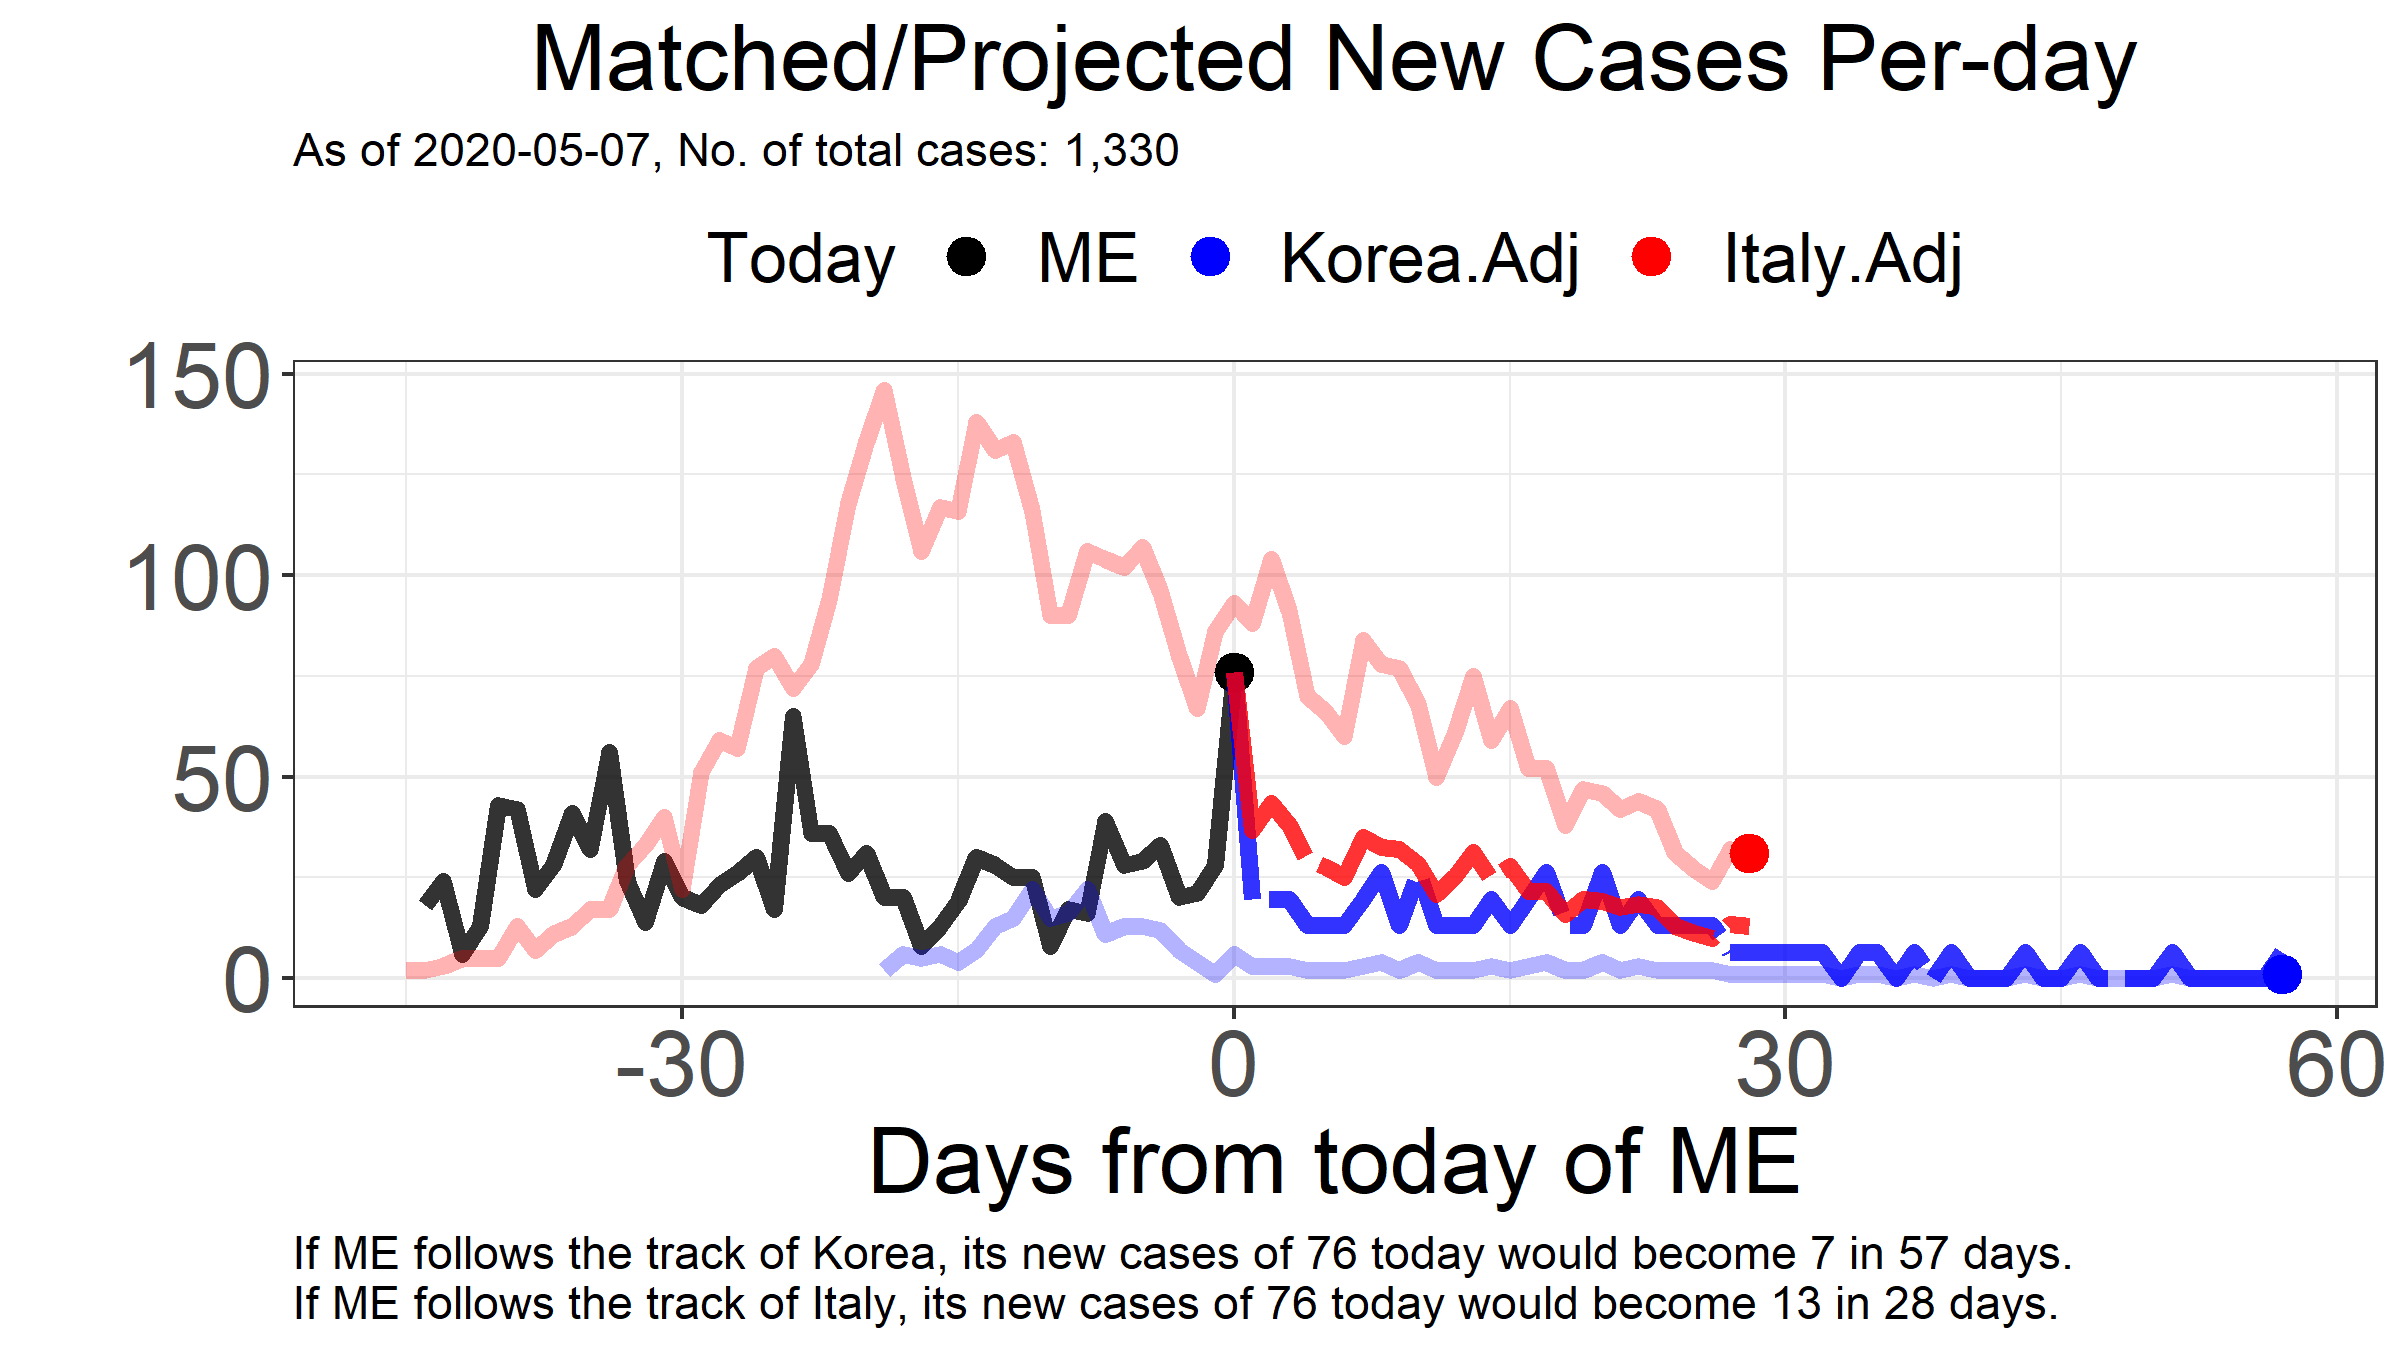 Matched/Projected New Cases Per-day
As of 2020-05-07, No. of total cases: 1,330
Today ME Korea.Adj Italy.Adj
150
100
50
0
-30 0 30 60
Days from today of ME
If ME follows the track of Korea, its new cases of 76 today would become 7 in 57 days.
If ME follows the track of Italy, its new cases of 76 today would become 13 in 28 days.